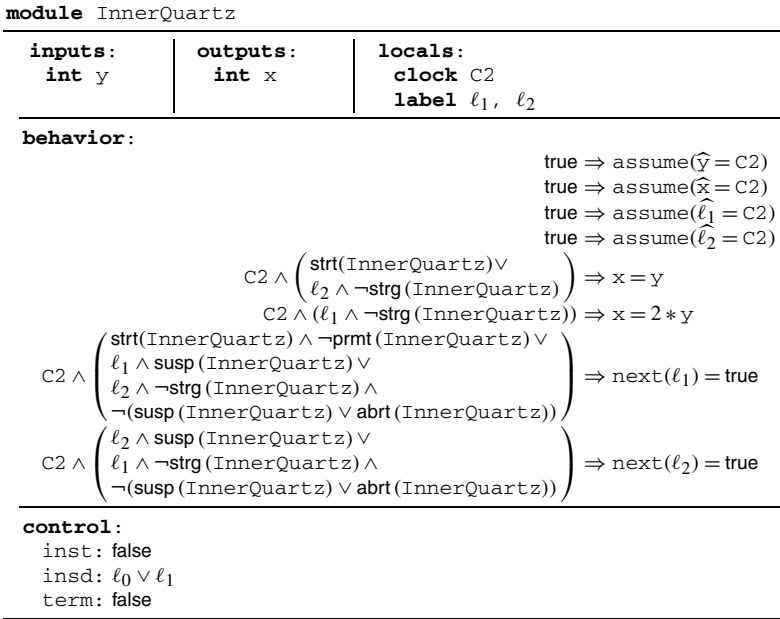 module InnerQuartz
inputs: outputs: locals:
int y int x clock C2
label ℓ₁, ℓ₂
behavior:
true ⇒ assume(ŷ = C2)
true ⇒ assume(x̂ = C2)
true ⇒ assume(ℓ̂₁ = C2)
true ⇒ assume(ℓ̂₂ = C2)
C2 ∧ ( strt(InnerQuartz) ∨
ℓ₂ ∧ ¬strg(InnerQuartz) ) ⇒ x = y
C2 ∧ (ℓ₁ ∧ ¬strg(InnerQuartz)) ⇒ x = 2 * y
C2 ∧ ( strt(InnerQuartz) ∧ ¬prmt(InnerQuartz) ∨
ℓ₁ ∧ susp(InnerQuartz) ∨
ℓ₂ ∧ ¬strg(InnerQuartz) ∧
¬(susp(InnerQuartz) ∨ abrt(InnerQuartz)) ) ⇒ next(ℓ₁) = true
C2 ∧ ( ℓ₂ ∧ susp(InnerQuartz) ∨
ℓ₁ ∧ ¬strg(InnerQuartz) ∧
¬(susp(InnerQuartz) ∨ abrt(InnerQuartz)) ) ⇒ next(ℓ₂) = true
control:
inst: false
insd: ℓ₀ ∨ ℓ₁
term: false